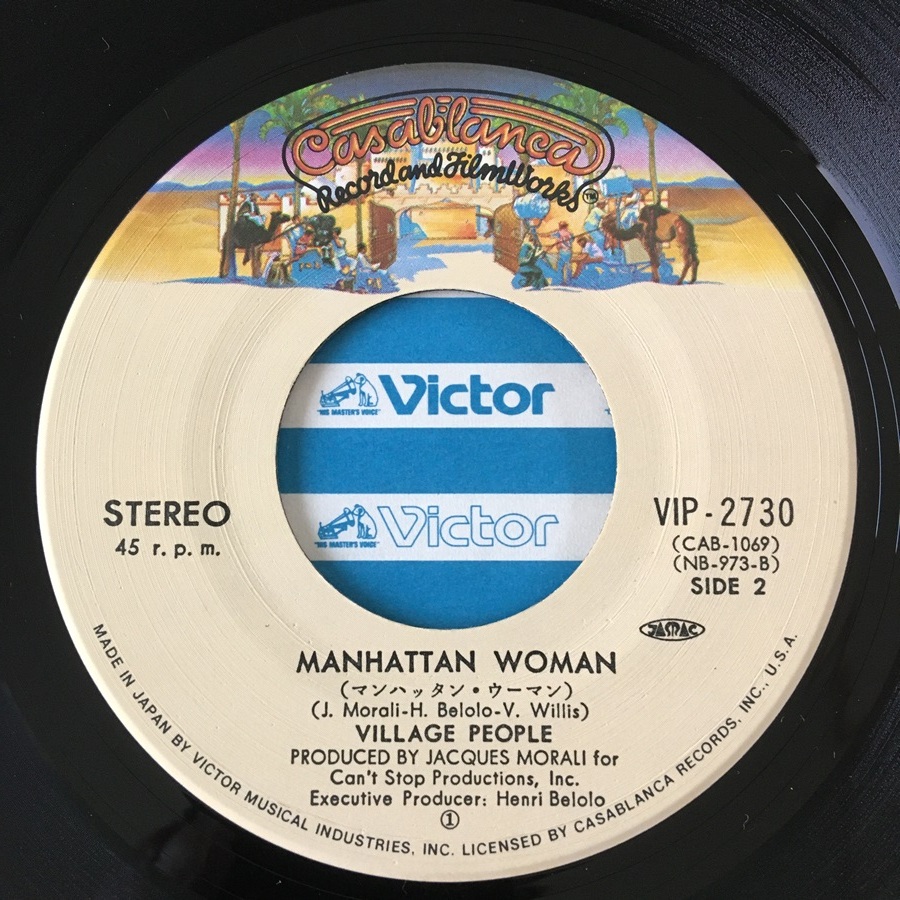 Casablanca
Record and FilmWorks™
"HIS MASTER'S VOICE" Victor
"HIS MASTER'S VOICE" Victor
STEREO
45 r.p.m.
VIP-2730
(CAB-1069)
(NB-973-B)
SIDE 2
JASRAC
MANHATTAN WOMAN
(マンハッタン・ウーマン)
(J. Morali-H. Belolo-V. Willis)
VILLAGE PEOPLE
PRODUCED BY JACQUES MORALI for
Can't Stop Productions, Inc.
Executive Producer: Henri Belolo
①
MADE IN JAPAN BY VICTOR MUSICAL INDUSTRIES, INC. LICENSED BY CASABLANCA RECORDS, INC., U.S.A.